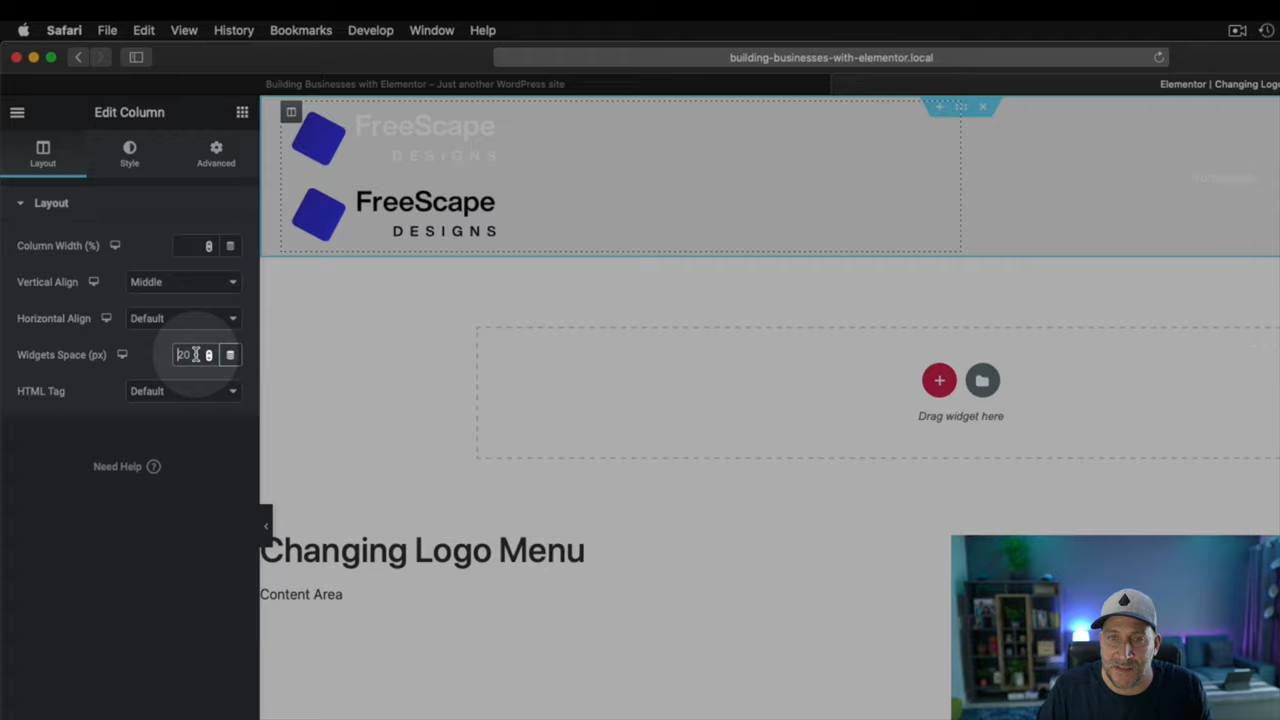 Safari File Edit View History Bookmarks Develop Window Help
building-businesses-with-elementor.local
Building Businesses with Elementor – Just another WordPress site
Elementor | Changing Logo
Edit Column
Layout
Style
Advanced
Layout
Column Width (%)
Vertical Align
Middle
Horizontal Align
Default
Widgets Space (px)
20
HTML Tag
Default
Need Help ?
FreeScape
DESIGNS
FreeScape
DESIGNS
Drag widget here
Changing Logo Menu
Content Area